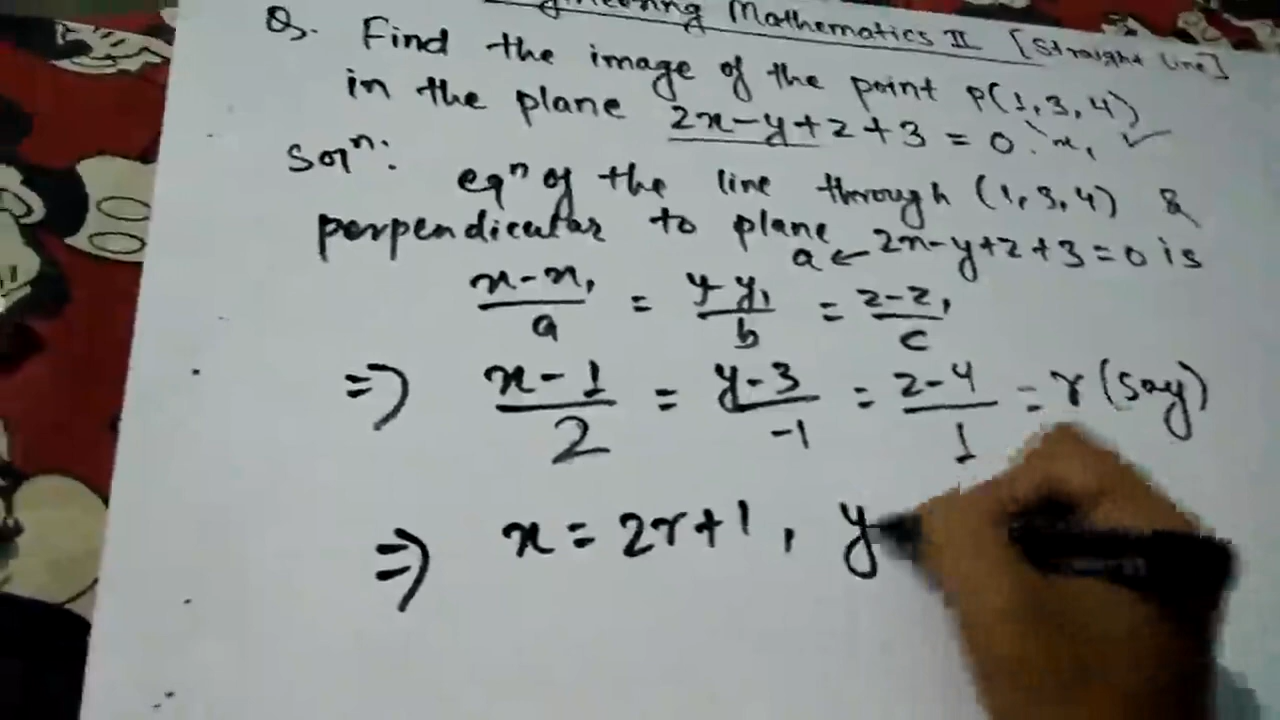 Mathematics II [Straight Line]
Q. Find the image of the point P(1,3,4)
in the plane 2x-y+z+3=0.
Solⁿ:
eqⁿ of the line through (1,3,4) &
perpendicular to plane
a← 2x-y+z+3=0 is
x-x₁/a = y-y₁/b = z-z₁/c
=) x-1/2 = y-3/-1 = z-4/1 = r (Say)
=) x=2r+1, y